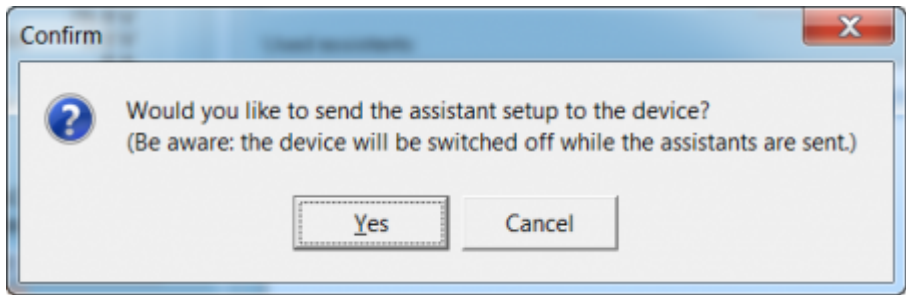 Confirm
Would you like to send the assistant setup to the device?
(Be aware: the device will be switched off while the assistants are sent.)
Yes
Cancel